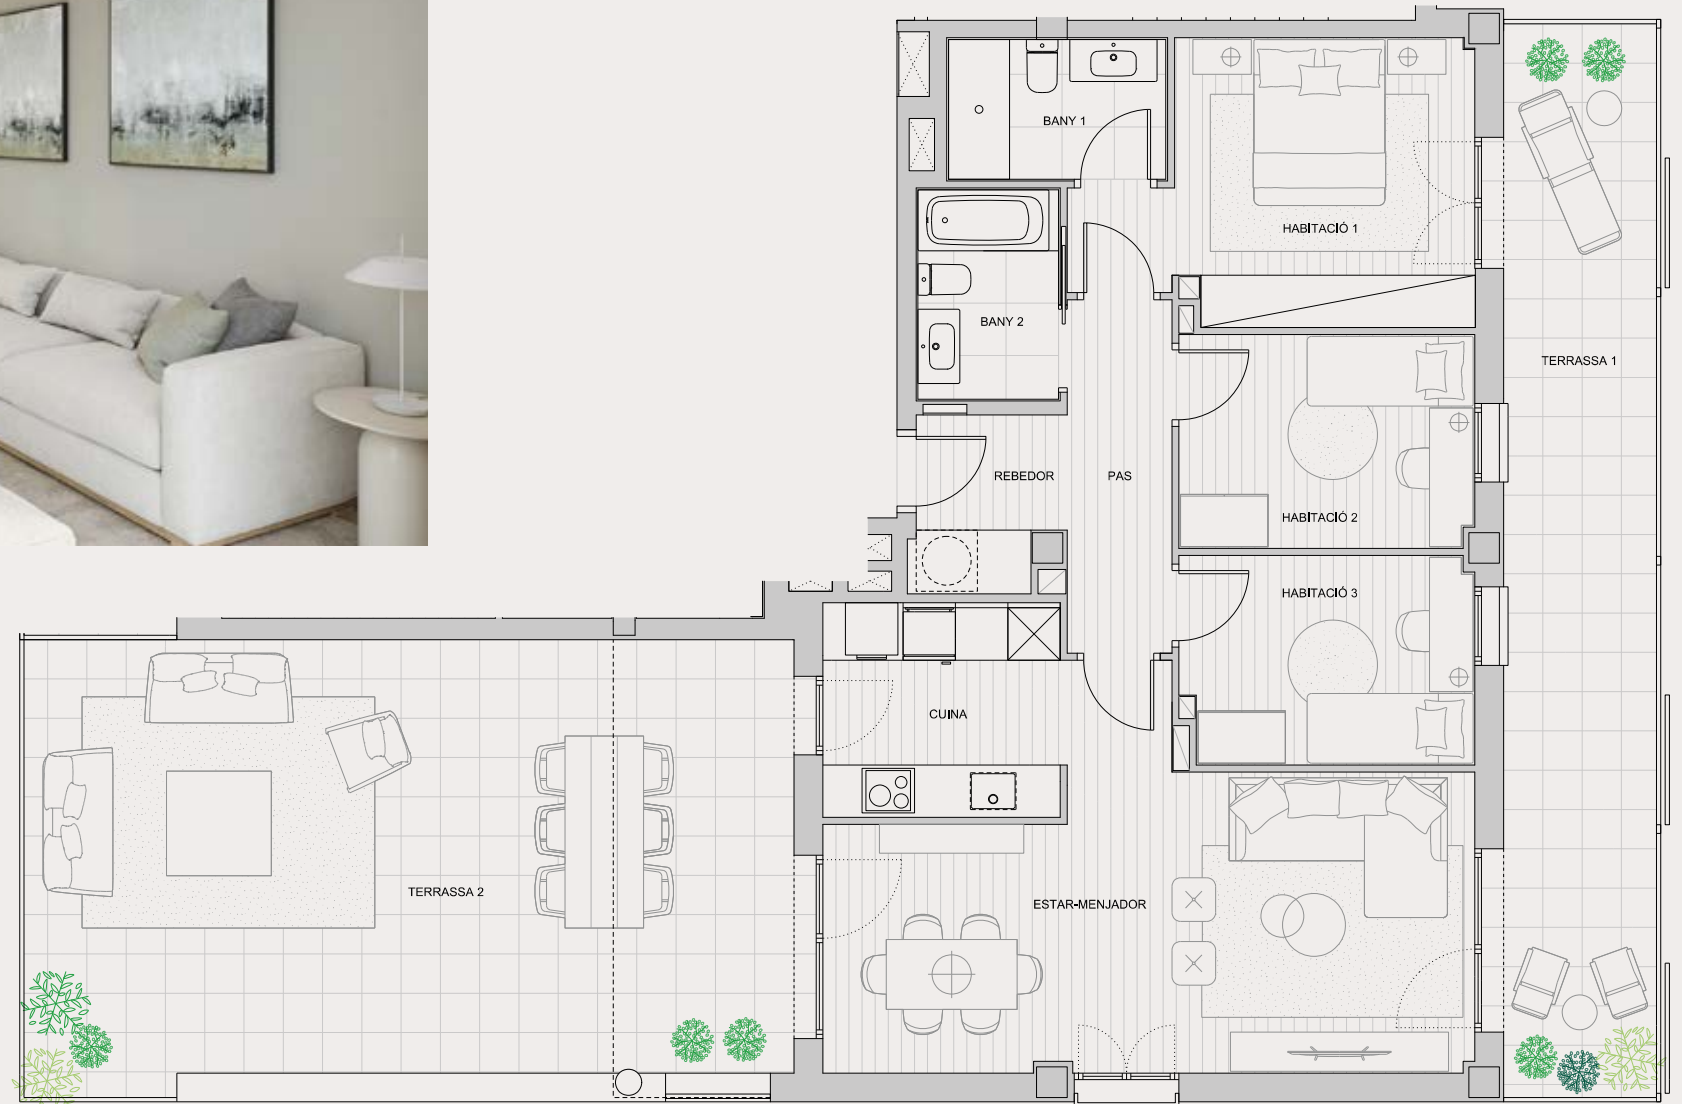 BANY 1
HABITACIÓ 1
BANY 2
TERRASSA 1
REBEDOR
PAS
HABITACIÓ 2
HABITACIÓ 3
CUINA
TERRASSA 2
ESTAR-MENJADOR